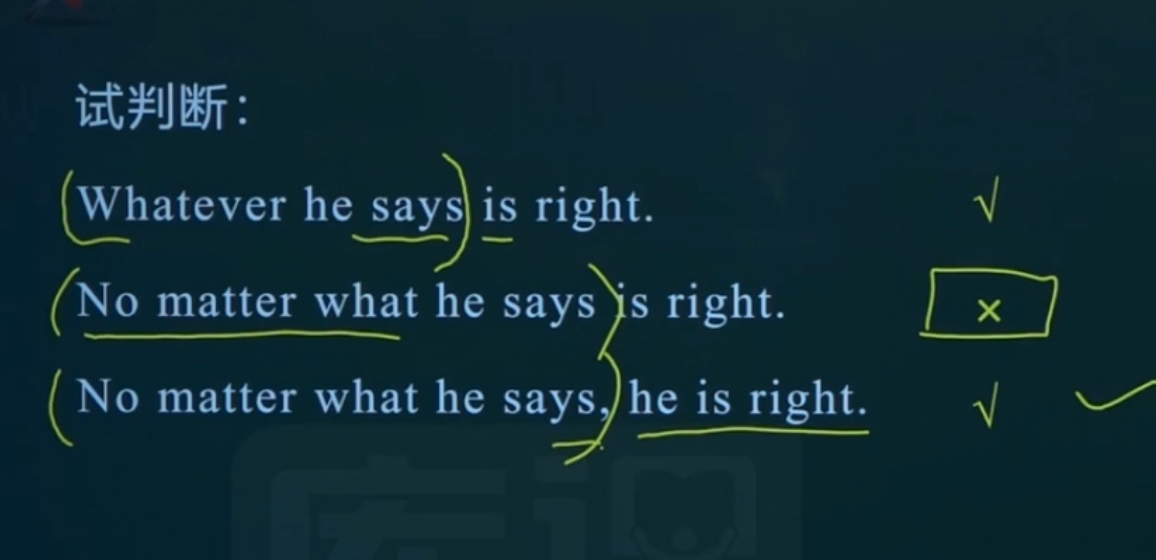 试判断：
Whatever he says is right. √
No matter what he says is right. ×
No matter what he says, he is right. √